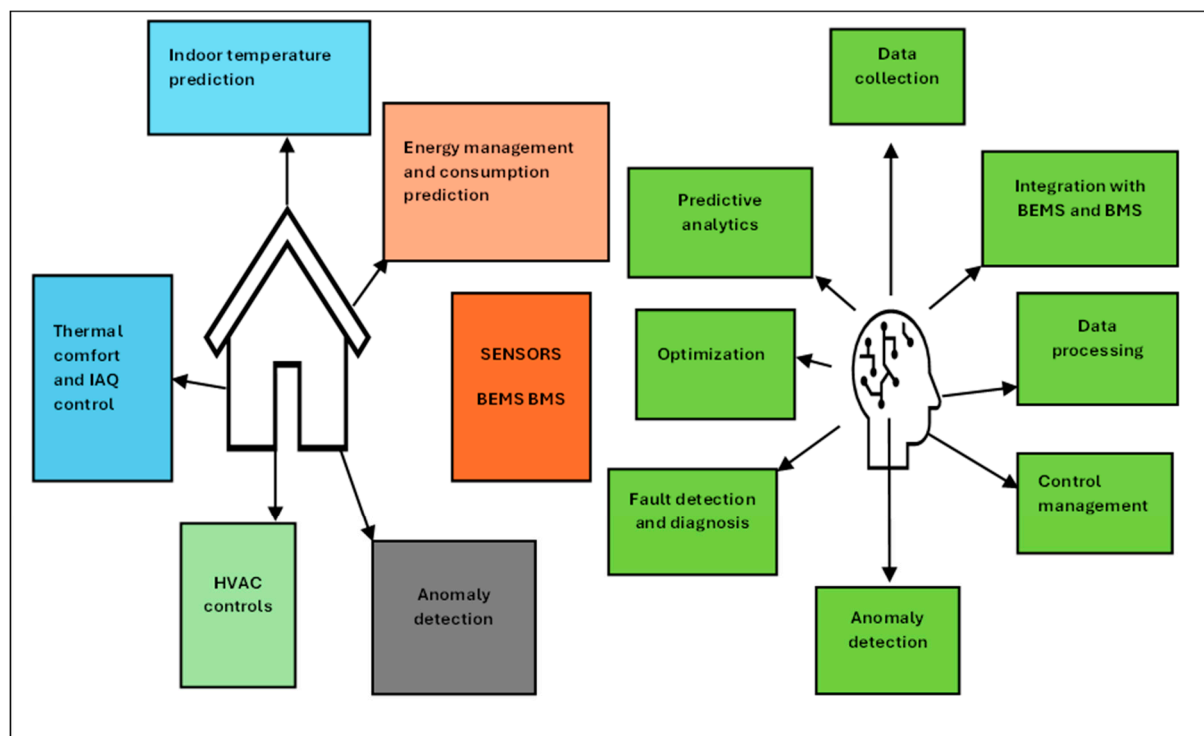 Indoor temperature
prediction
Energy management
and consumption
prediction
Thermal
comfort
and IAQ
control
SENSORS
BEMS BMS
HVAC
controls
Anomaly
detection
Data
collection
Predictive
analytics
Integration with
BEMS and BMS
Optimization
Data
processing
Fault detection
and diagnosis
Control
management
Anomaly
detection